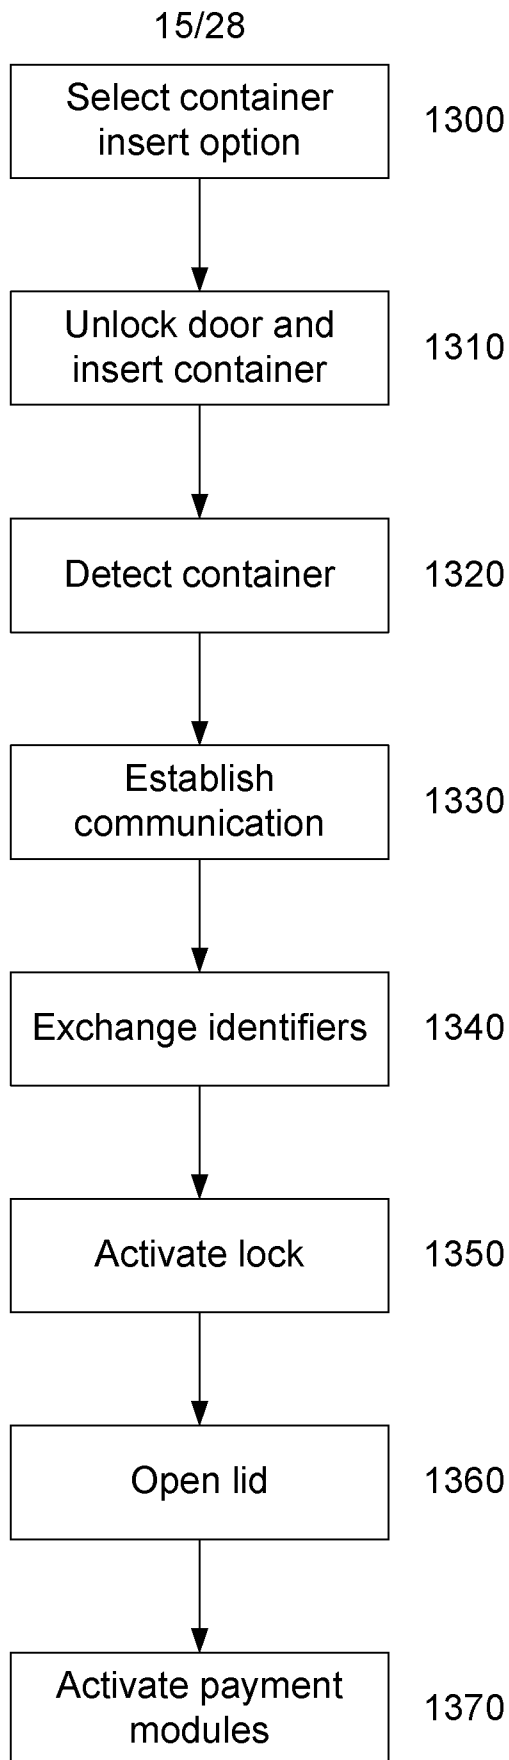 15/28
Select container
insert option
1300
Unlock door and
insert container
1310
Detect container
1320
Establish
communication
1330
Exchange identifiers
1340
Activate lock
1350
Open lid
1360
Activate payment
modules
1370